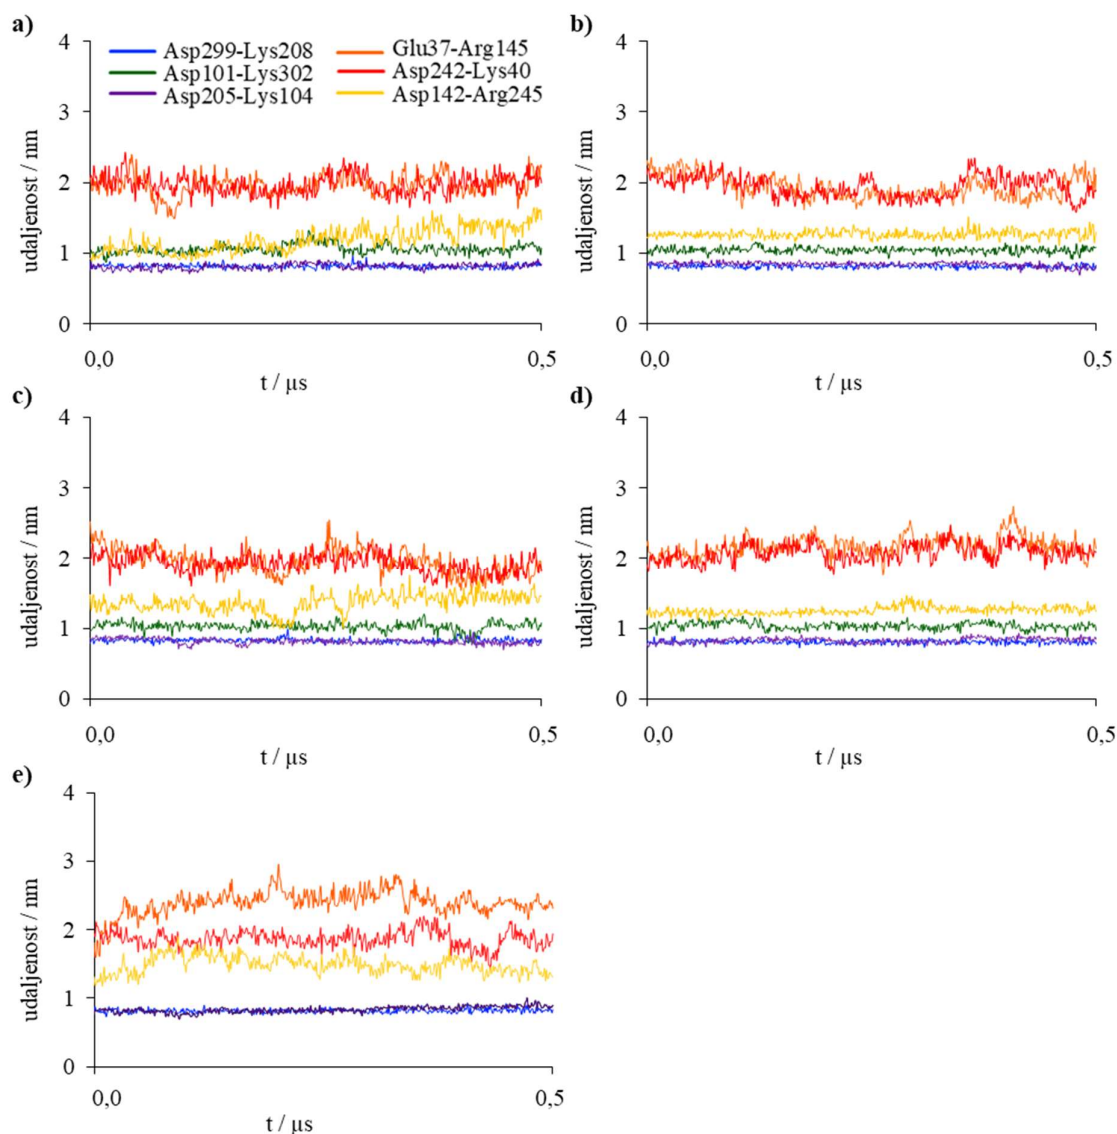 a)
Asp299-Lys208
Asp101-Lys302
Asp205-Lys104
Glu37-Arg145
Asp242-Lys40
Asp142-Arg245
udaljenost / nm
4
3
2
1
0
0,0
0,5
t / µs
b)
udaljenost / nm
4
3
2
1
0
0,0
0,5
t / µs
c)
udaljenost / nm
4
3
2
1
0
0,0
0,5
t / µs
d)
udaljenost / nm
4
3
2
1
0
0,0
0,5
t / µs
e)
udaljenost / nm
4
3
2
1
0
0,0
0,5
t / µs